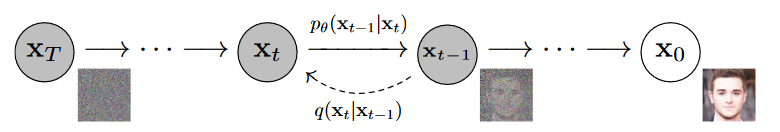 p_θ(x_{t−1}|x_t)
x_T ⟶ ⋯ ⟶ x_t ⟶ x_{t−1} ⟶ ⋯ ⟶ x_0
q(x_t|x_{t−1})